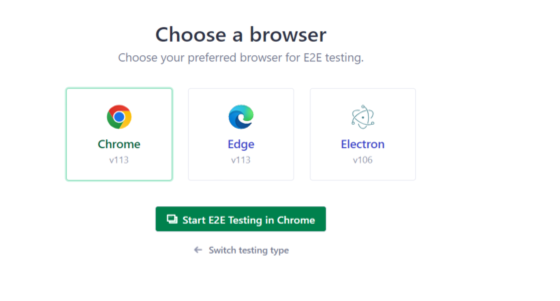 Choose a browser
Choose your preferred browser for E2E testing.
Chrome Edge Electron
v113 v113 v106
Start E2E Testing in Chrome
← Switch testing type